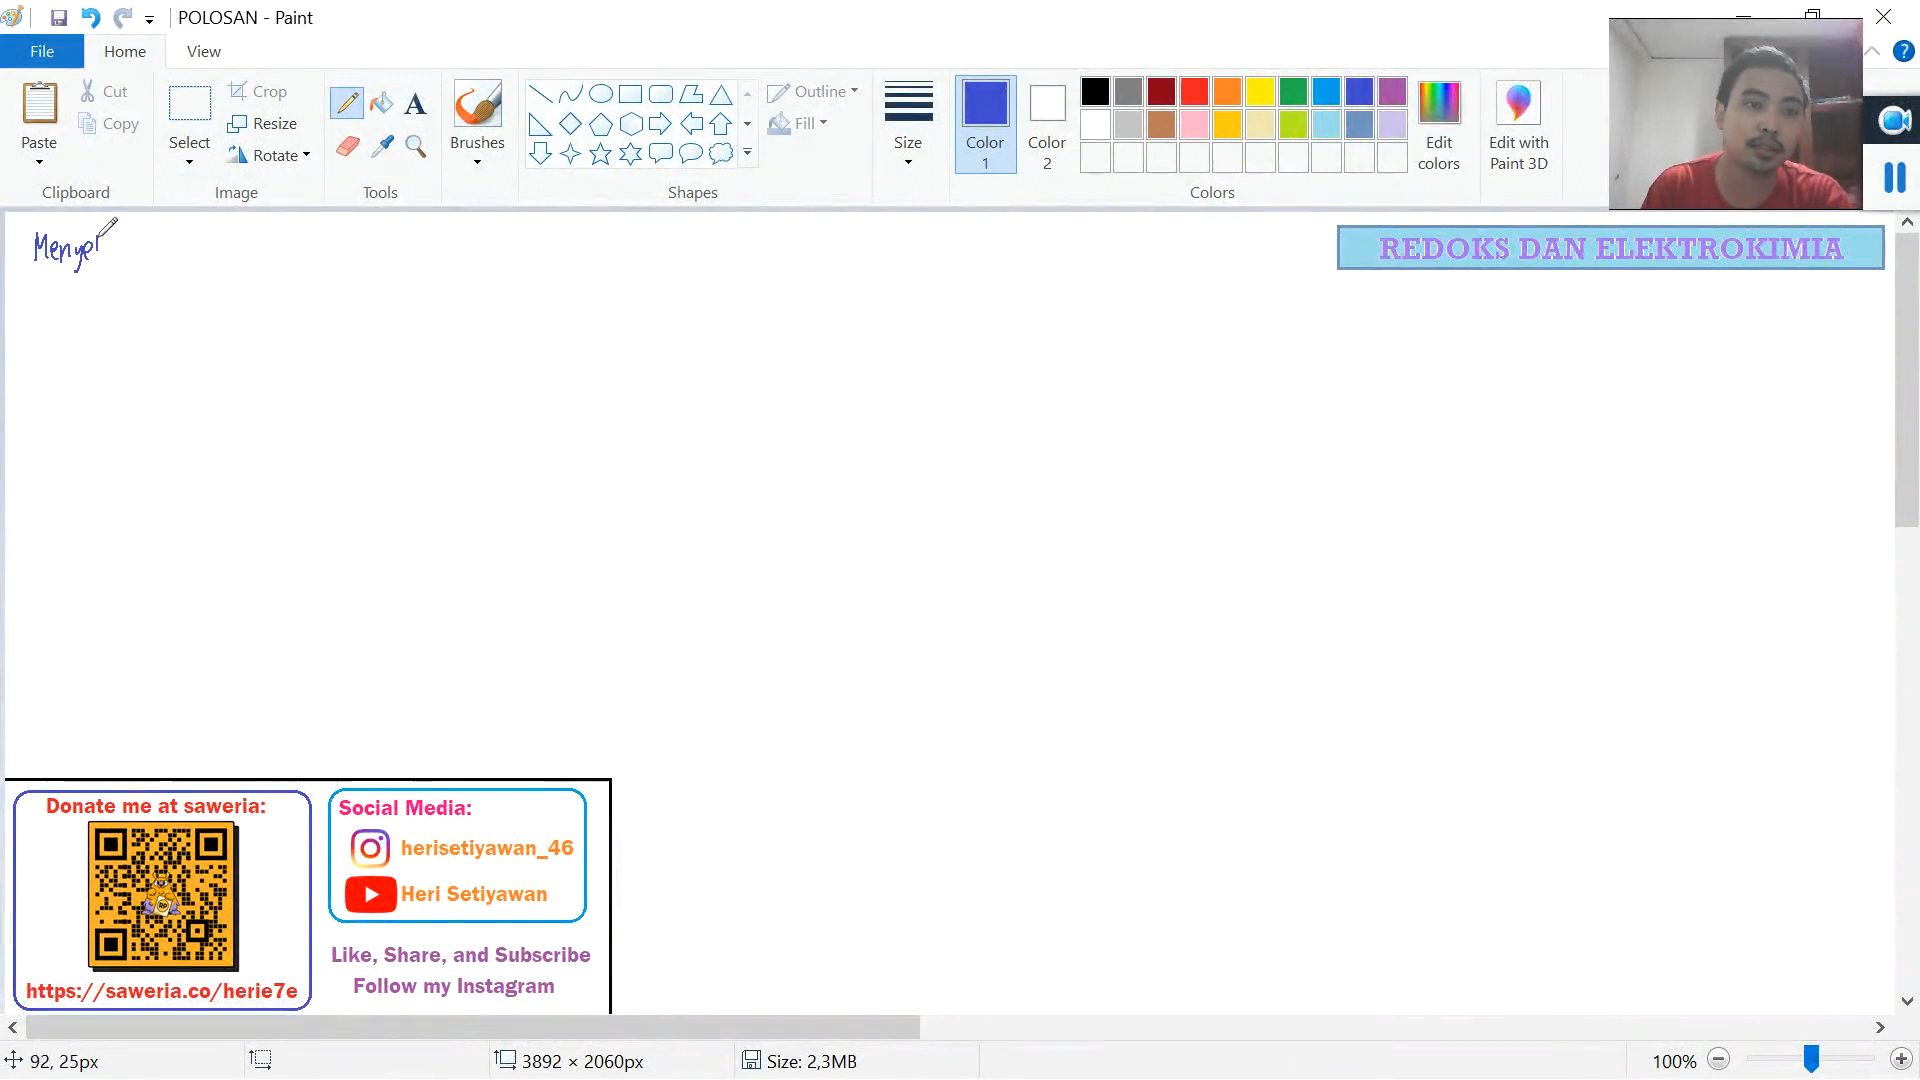 POLOSAN - Paint
File
Home
View
Paste
Cut
Copy
Clipboard
Select
Crop
Resize
Rotate
Image
A
Tools
Brushes
Shapes
Outline
Fill
Size
Color
1
Color
2
Colors
Edit
colors
Edit with
Paint 3D
?
Menyel
REDOKS DAN ELEKTROKIMIA
Donate me at saweria:
RP
https://saweria.co/herie7e
Social Media:
herisetiyawan_46
Heri Setiyawan
Like, Share, and Subscribe
Follow my Instagram
92, 25px
3892 × 2060px
Size: 2,3MB
100%